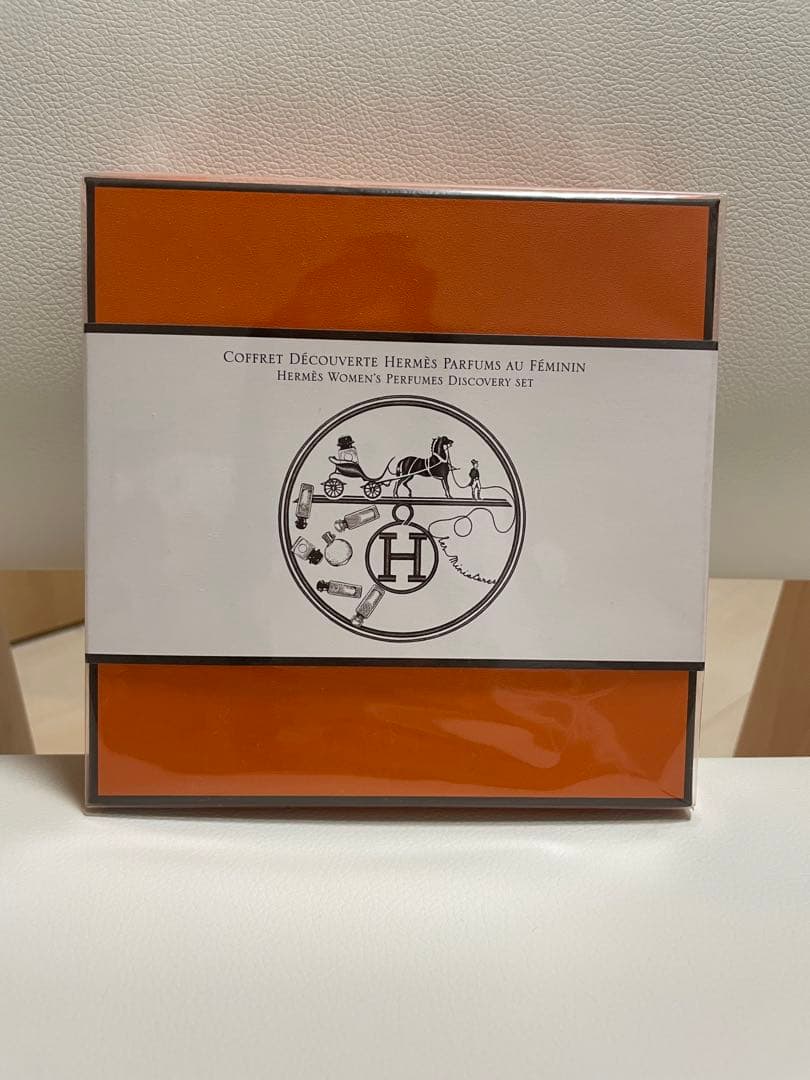 Coffret Découverte Hermès Parfums au Féminin
Hermès Women's Perfumes Discovery Set
H
les Miniatures